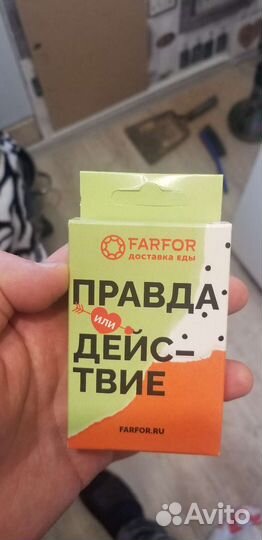 FARFOR
доставка еды
ПРАВДА
или
ДЕЙС-
ТВИЕ
FARFOR.RU
Avito